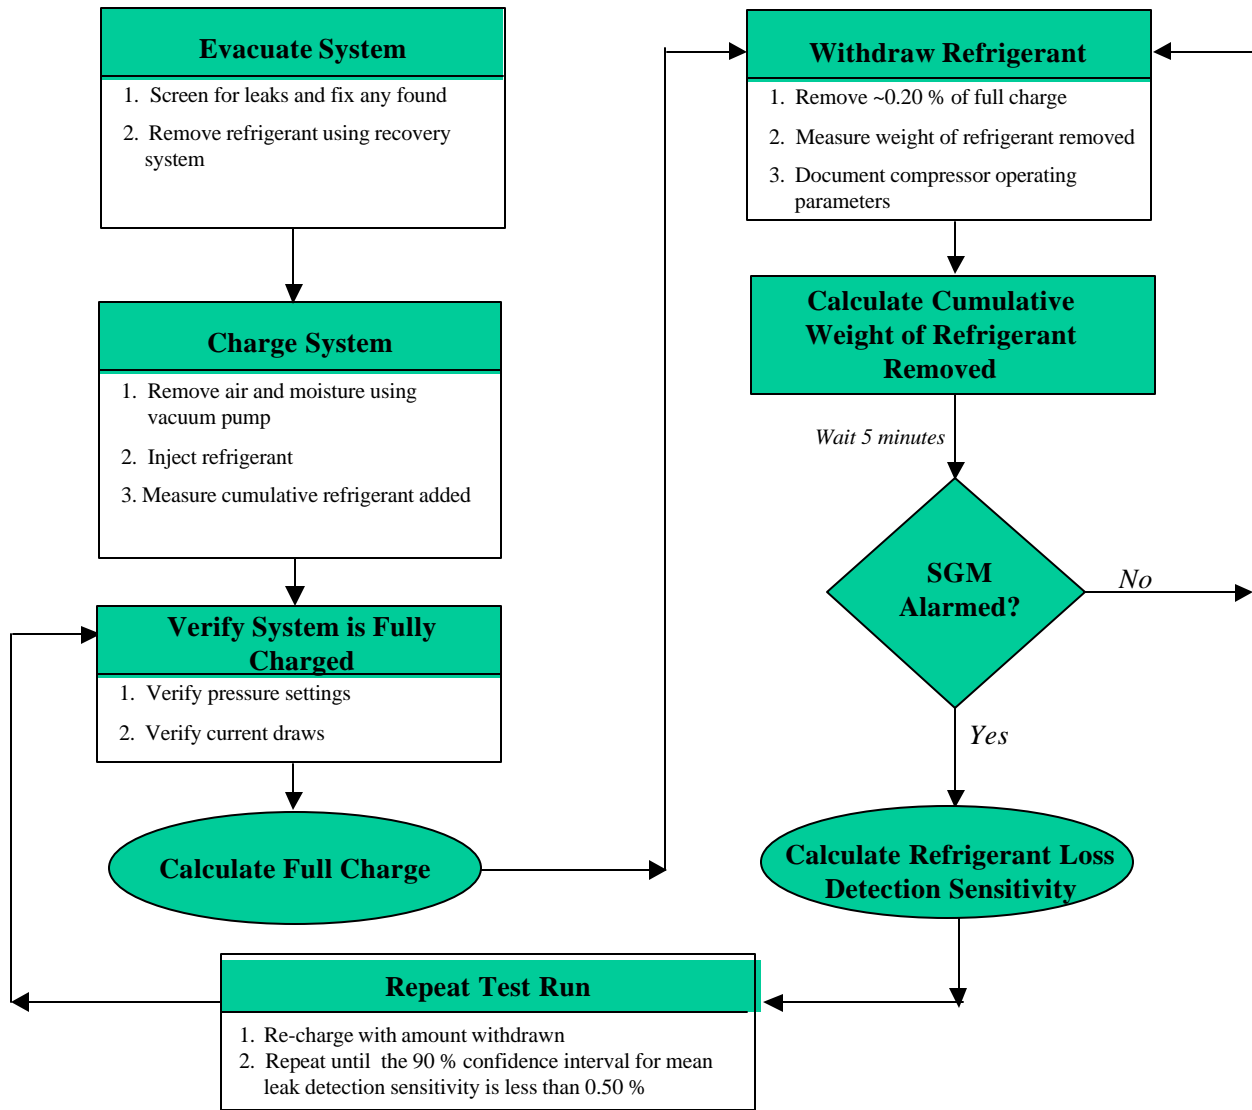 Evacuate System
1. Screen for leaks and fix any found
2. Remove refrigerant using recovery
system
Charge System
1. Remove air and moisture using
vacuum pump
2. Inject refrigerant
3. Measure cumulative refrigerant added
Verify System is Fully
Charged
1. Verify pressure settings
2. Verify current draws
Calculate Full Charge
Withdraw Refrigerant
1. Remove ~0.20 % of full charge
2. Measure weight of refrigerant removed
3. Document compressor operating
parameters
Calculate Cumulative
Weight of Refrigerant
Removed
Wait 5 minutes
SGM
Alarmed?
No
Yes
Calculate Refrigerant Loss
Detection Sensitivity
Repeat Test Run
1. Re-charge with amount withdrawn
2. Repeat until the 90 % confidence interval for mean
leak detection sensitivity is less than 0.50 %